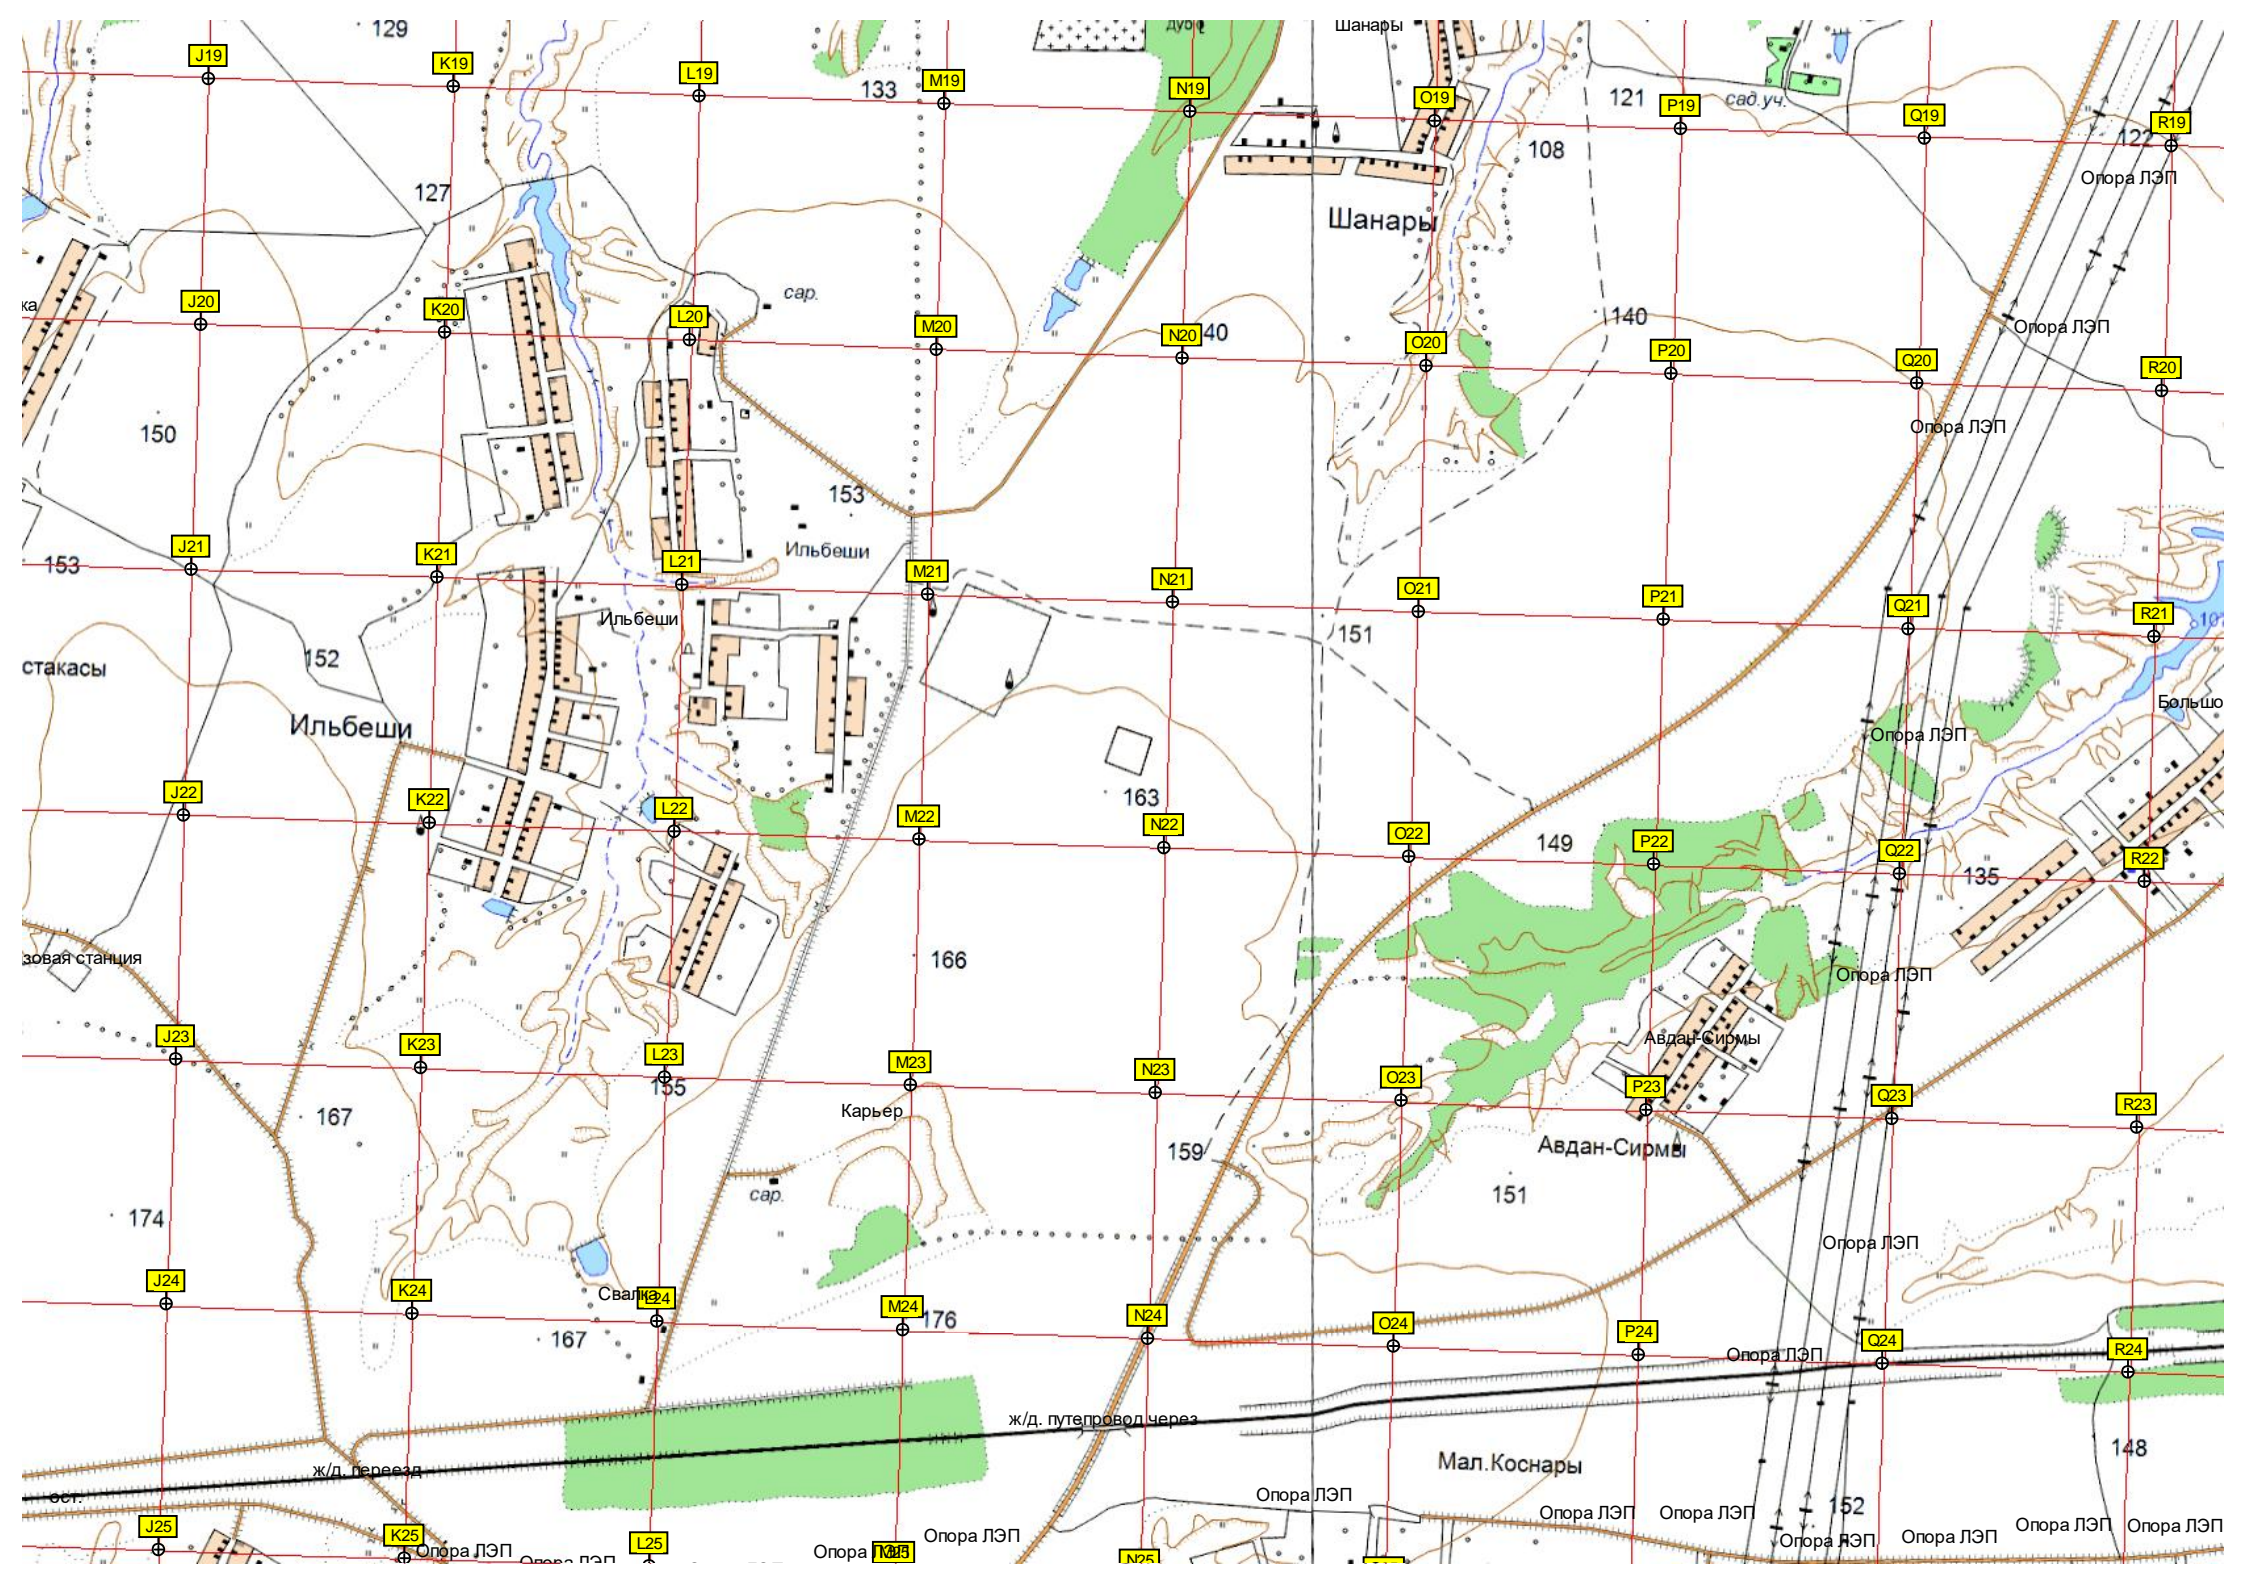 129
133
дуб
Шанары
121
сад.уч.
J19
K19
L19
M19
N19
O19
P19
Q19
R19
122
108
127
Опора ЛЭП
Шанары
сар.
ка
J20
K20
L20
M20
N20
40
O20
140
P20
Q20
R20
Опора ЛЭП
150
Опора ЛЭП
153
Ильбеши
153
J21
K21
L21
M21
N21
O21
P21
Q21
R21
Ильбеши
151
152
стакасы
Ильбеши
Большо
Опора ЛЭП
163
J22
K22
L22
M22
N22
O22
149
P22
Q22
R22
135
166
зовая станция
Опора ЛЭП
Авдан-Сирмы
J23
K23
L23
M23
N23
O23
P23
Q23
R23
155
Карьер
167
159
Авдан-Сирмы
сар.
151
174
Опора ЛЭП
Свалка
J24
K24
L24
M24
176
N24
O24
P24
Q24
R24
167
Опора ЛЭП
ж/д. путепровод через
148
ж/д. переезд
Мал.Коснары
ост.
Опора ЛЭП
152
Опора ЛЭП
Опора ЛЭП
J25
K25
L25
N25
Опора ЛЭП
Опора ЛЭП
Опора ЛЭП
Опора ЛЭП
Опора ЛЭП
Опора ЛЭП
Опора ЛЭП